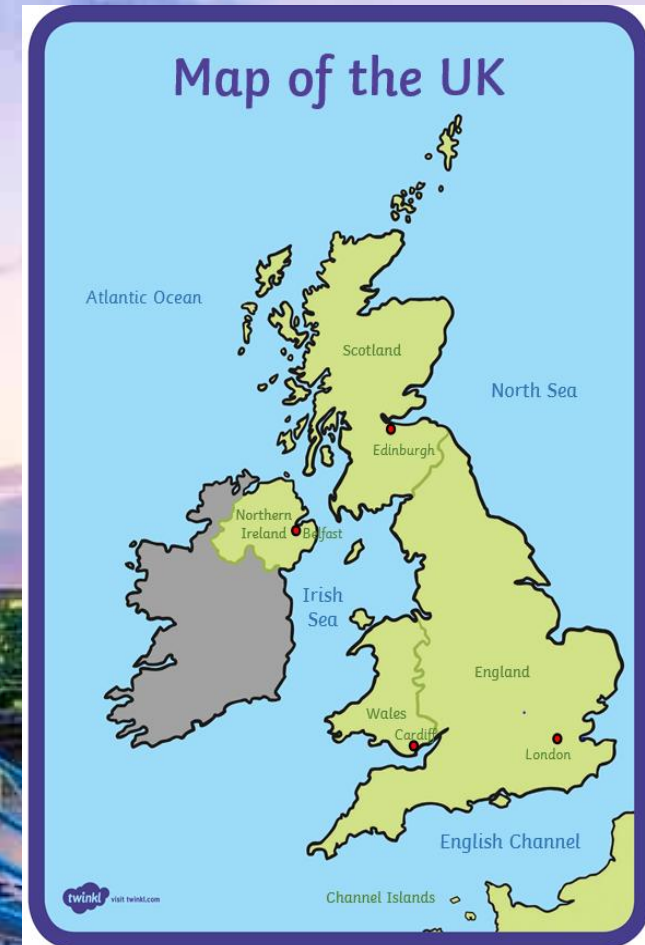 Map of the UK
Atlantic Ocean
Scotland
North Sea
Edinburgh
Northern
Ireland
Belfast
Irish
Sea
England
Wales
Cardiff
London
English Channel
Channel Islands
twinkl
visit twinkl.com